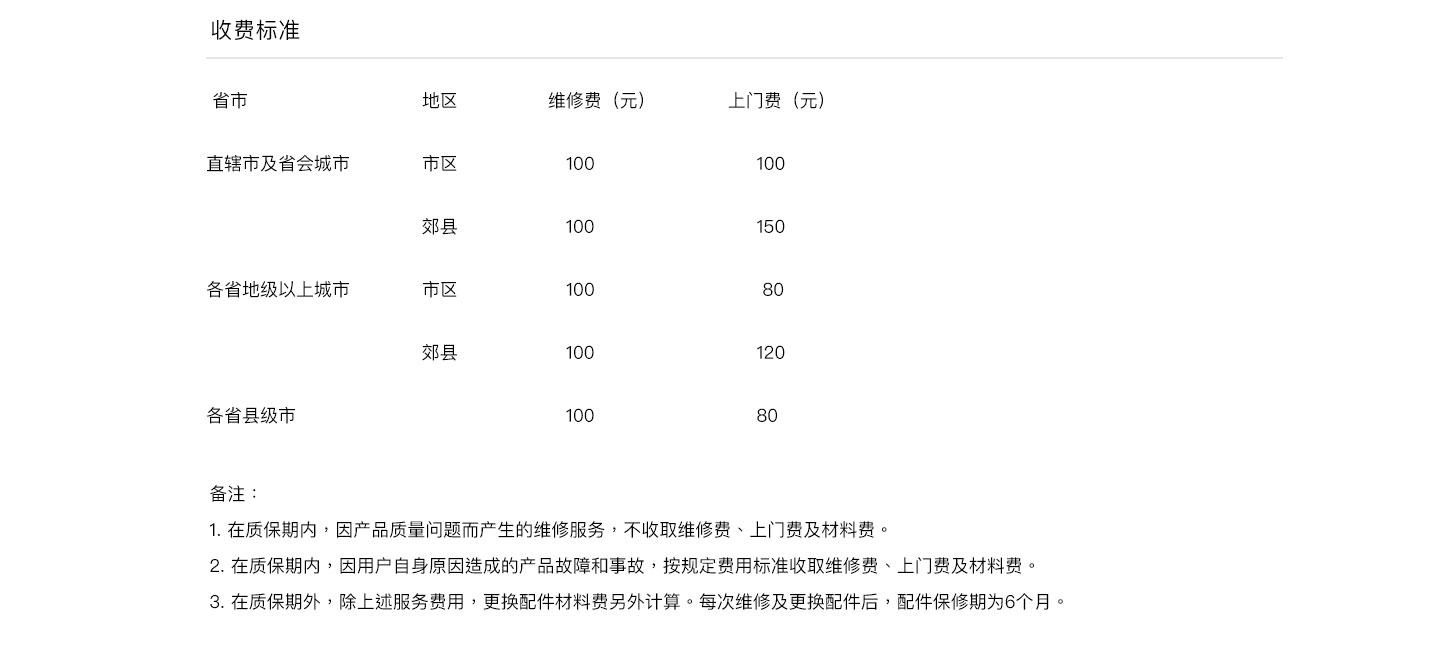 收费标准
省市 地区 维修费（元） 上门费（元）
直辖市及省会城市 市区 100 100
郊县 100 150
各省地级以上城市 市区 100 80
郊县 100 120
各省县级市 100 80
备注：
1. 在质保期内，因产品质量问题而产生的维修服务，不收取维修费、上门费及材料费。
2. 在质保期内，因用户自身原因造成的产品故障和事故，按规定费用标准收取维修费、上门费及材料费。
3. 在质保期外，除上述服务费用，更换配件材料费另外计算。每次维修及更换配件后，配件保修期为6个月。